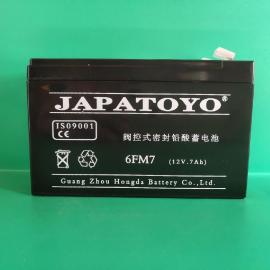 JAPATOYO®
ISO9001
CE
阀控式密封铅酸蓄电池
6FM7 (12V.7Ah)
Guang Zhou Hongda Battery Co.,Ltd.
Pb